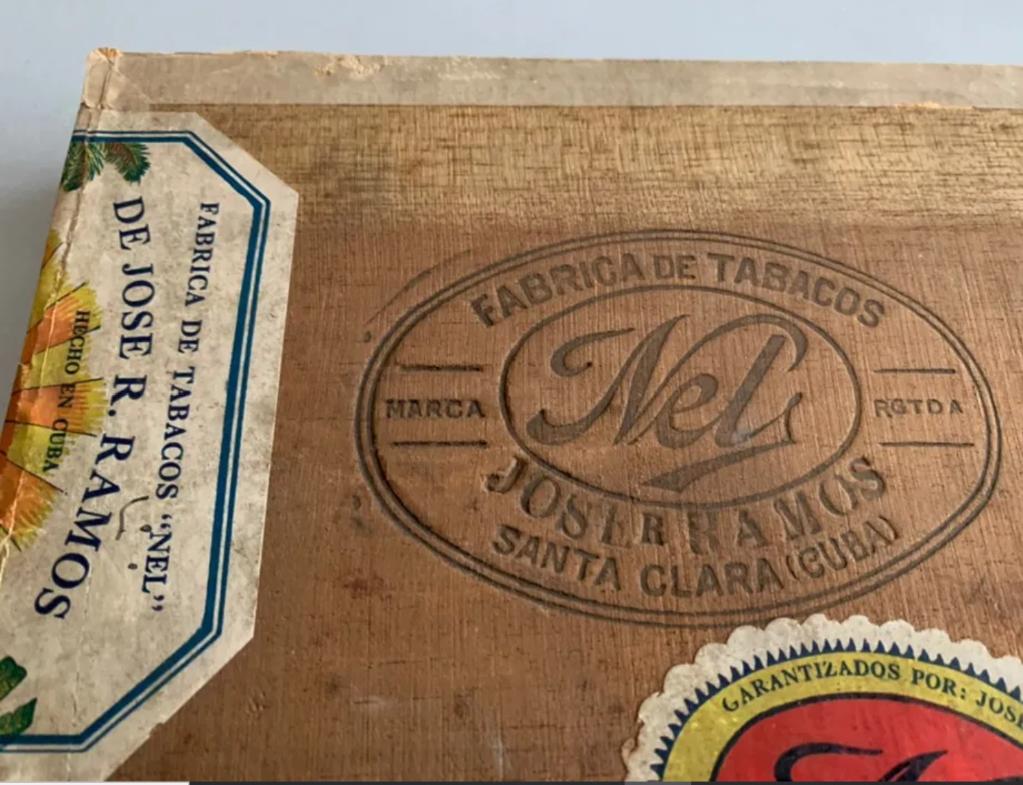 FABRICA DE TABACOS "NEL"
DE JOSE R. RAMOS
HECHO EN CUBA
FABRICA DE TABACOS
MARCA Nel RGTDA
JOSE R RAMOS
SANTA CLARA (CUBA)
GARANTIZADOS POR: JOSE